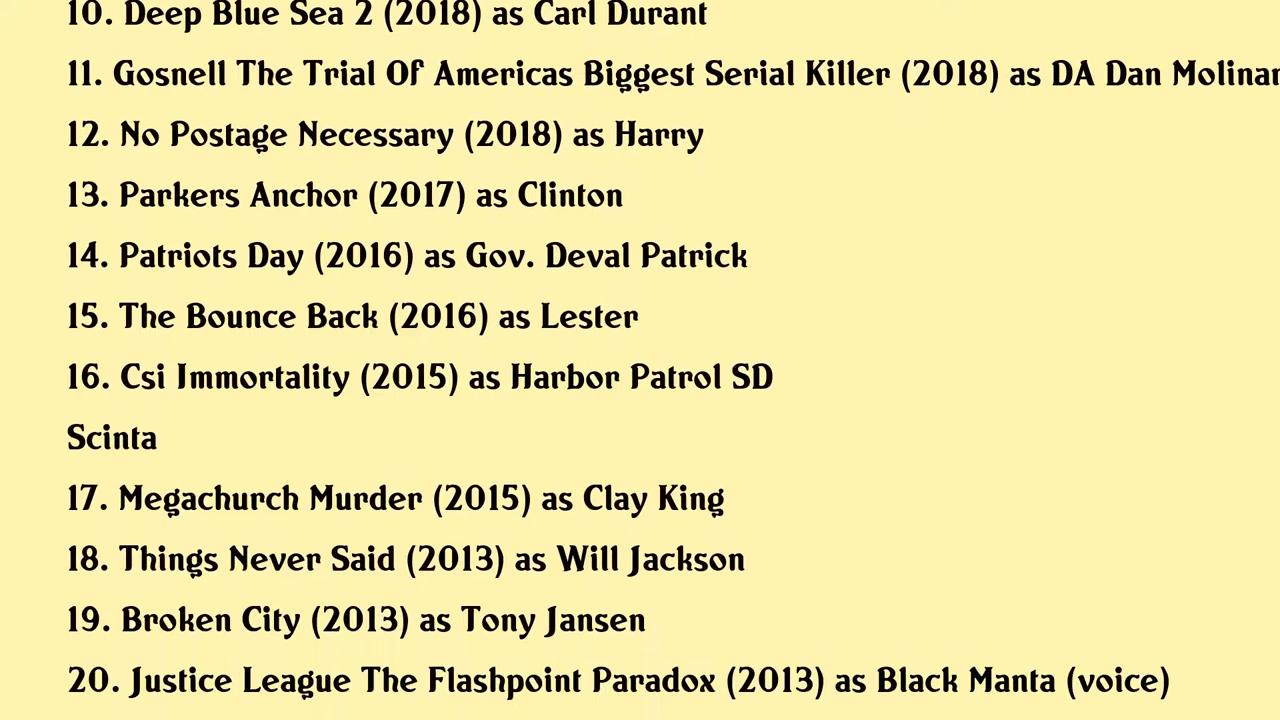 10. Deep Blue Sea 2 (2018) as Carl Durant
11. Gosnell The Trial Of Americas Biggest Serial Killer (2018) as DA Dan
12. No Postage Necessary (2018) as Harry
13. Parkers Anchor (2017) as Clinton
14. Patriots Day (2016) as Gov. Deval Patrick
15. The Bounce Back (2016) as Lester
16. Csi Immortality (2015) as Harbor Patrol SD
Scinta
17. Megachurch Murder (2015) as Clay King
18. Things Never Said (2013) as Will Jackson
19. Broken City (2013) as Tony Jansen
20. Justice League The Flashpoint Paradox (2013) as Black Manta (voice)